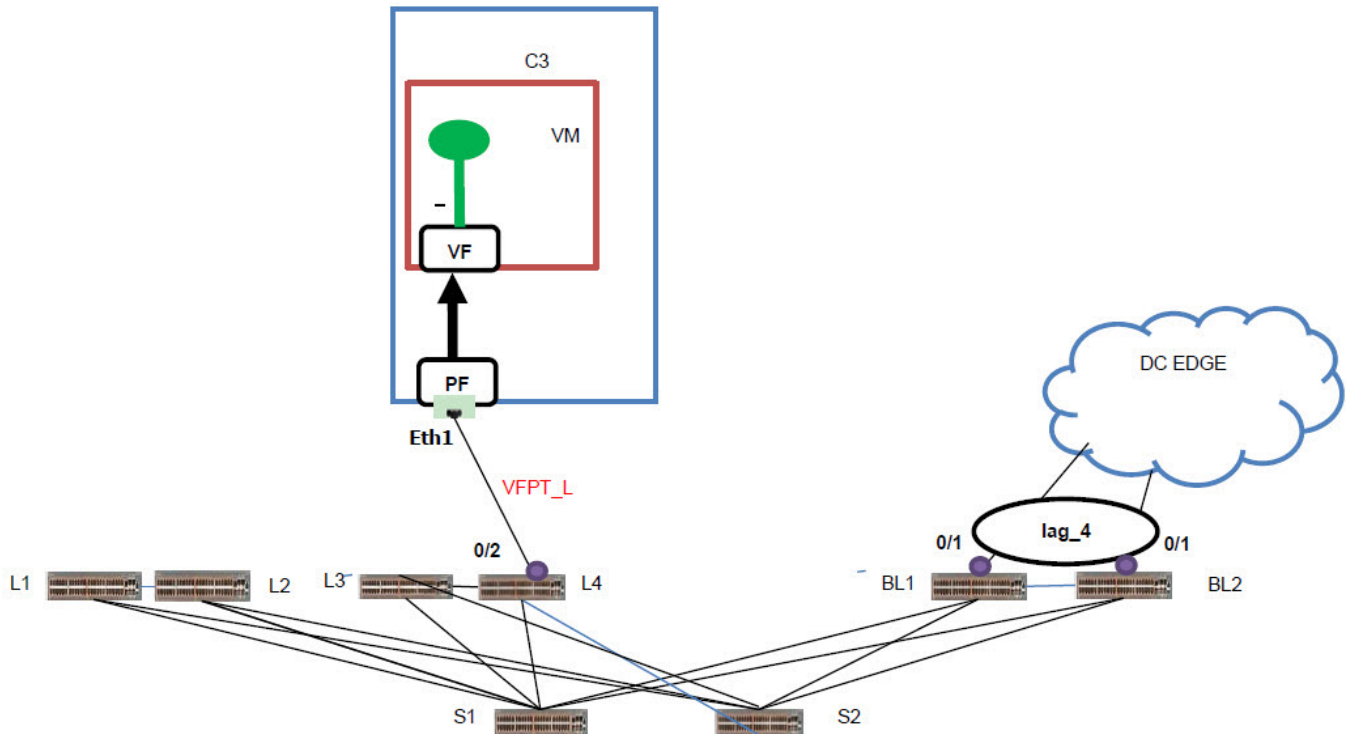 C3
VM
VF
PF
Eth1
DC EDGE
VFPT_L
lag_4
0/2
0/1
0/1
L1
L2
L3
L4
BL1
BL2
S1
S2